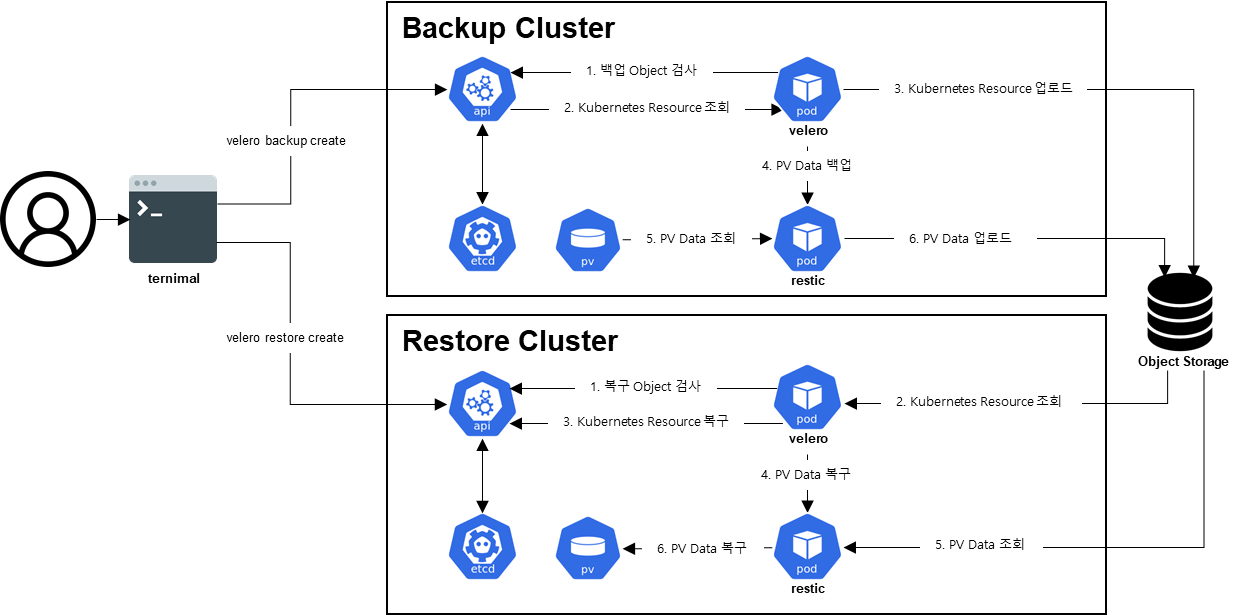 Backup Cluster
1. 백업 Object 검사
api
2. Kubernetes Resource 조회
pod
velero
3. Kubernetes Resource 업로드
velero backup create
4. PV Data 백업
>_
ternimal
etcd
pv
5. PV Data 조회
pod
restic
6. PV Data 업로드
velero restore create
Object Storage
Restore Cluster
1. 복구 Object 검사
api
3. Kubernetes Resource 복구
pod
velero
2. Kubernetes Resource 조회
4. PV Data 복구
etcd
pv
6. PV Data 복구
pod
restic
5. PV Data 조회